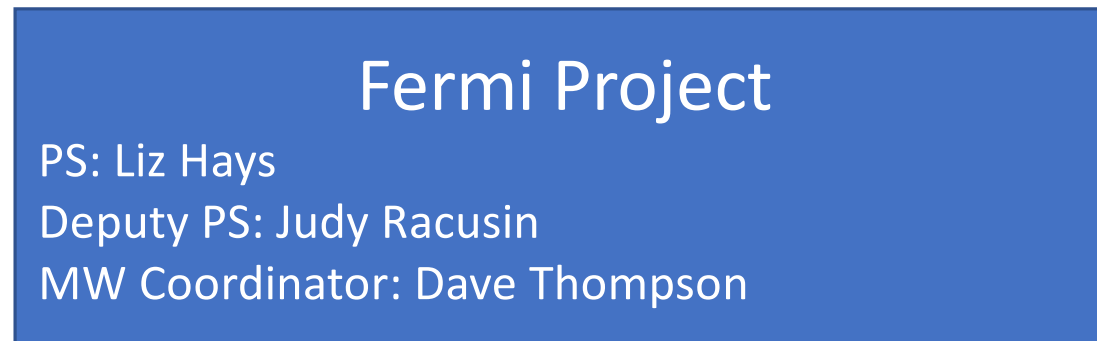 Fermi Project
PS: Liz Hays
Deputy PS: Judy Racusin
MW Coordinator: Dave Thompson